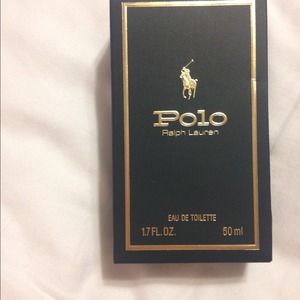 Polo
Ralph Lauren
EAU DE TOILETTE
1.7 FL. OZ. 50 ml